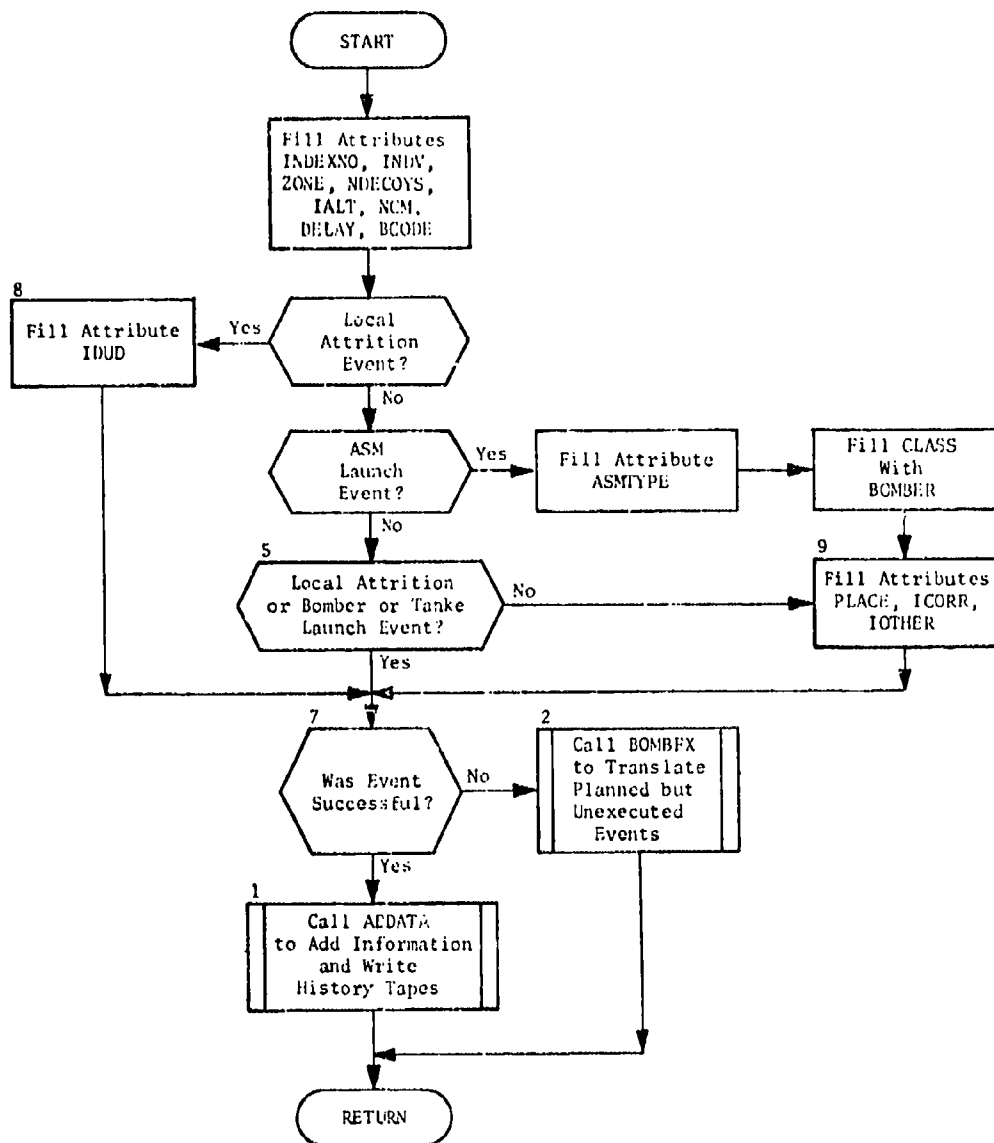 START
Fill Attributes
INDEXNO, INDV,
ZONE, NDECOYS,
IALT, NCM,
DELAY, BCODE
8
Fill Attribute
IDUD
Yes
Local
Attrition
Event?
No
ASM
Launch
Event?
Yes
Fill Attribute
ASMTYPE
Fill CLASS
With
BOMBER
No
5
Local Attrition
or Bomber or Tanke
Launch Event?
No
9
Fill Attributes
PLACE, ICORR,
IOTHER
Yes
7
Was Event
Successful?
No
2
Call BOMBFX
to Translate
Planned but
Unexecuted
Events
Yes
1
Call ADDATA
to Add Information
and Write
History Tapes
RETURN